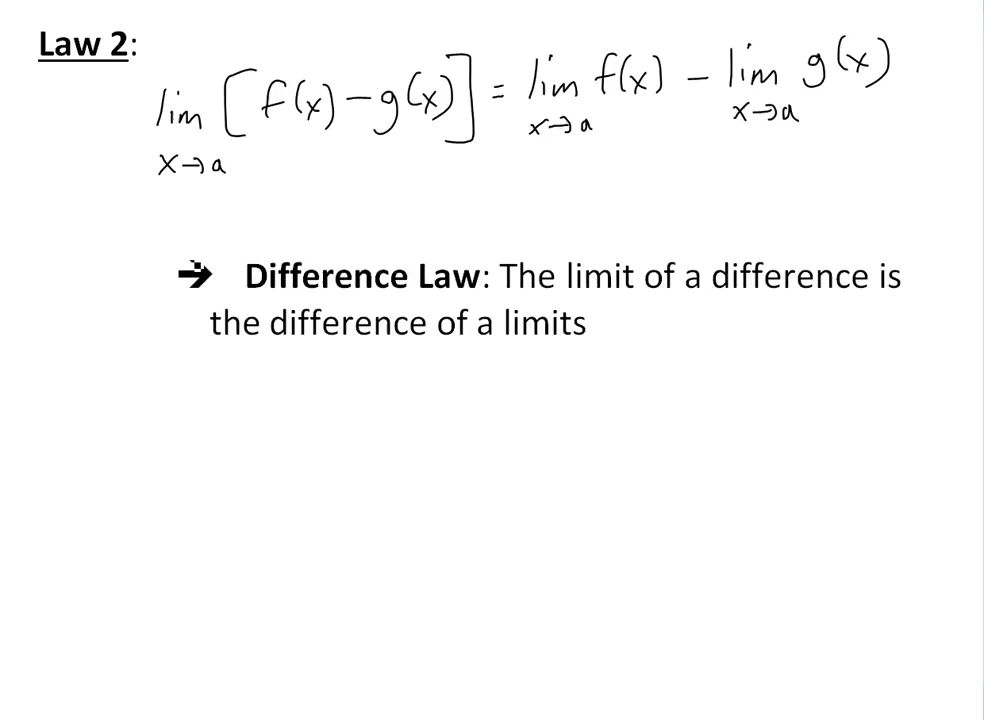 Law 2:
lim [f(x) - g(x)] = lim f(x) - lim g(x)
x→a x→a x→a
➔ Difference Law: The limit of a difference is
the difference of a limits